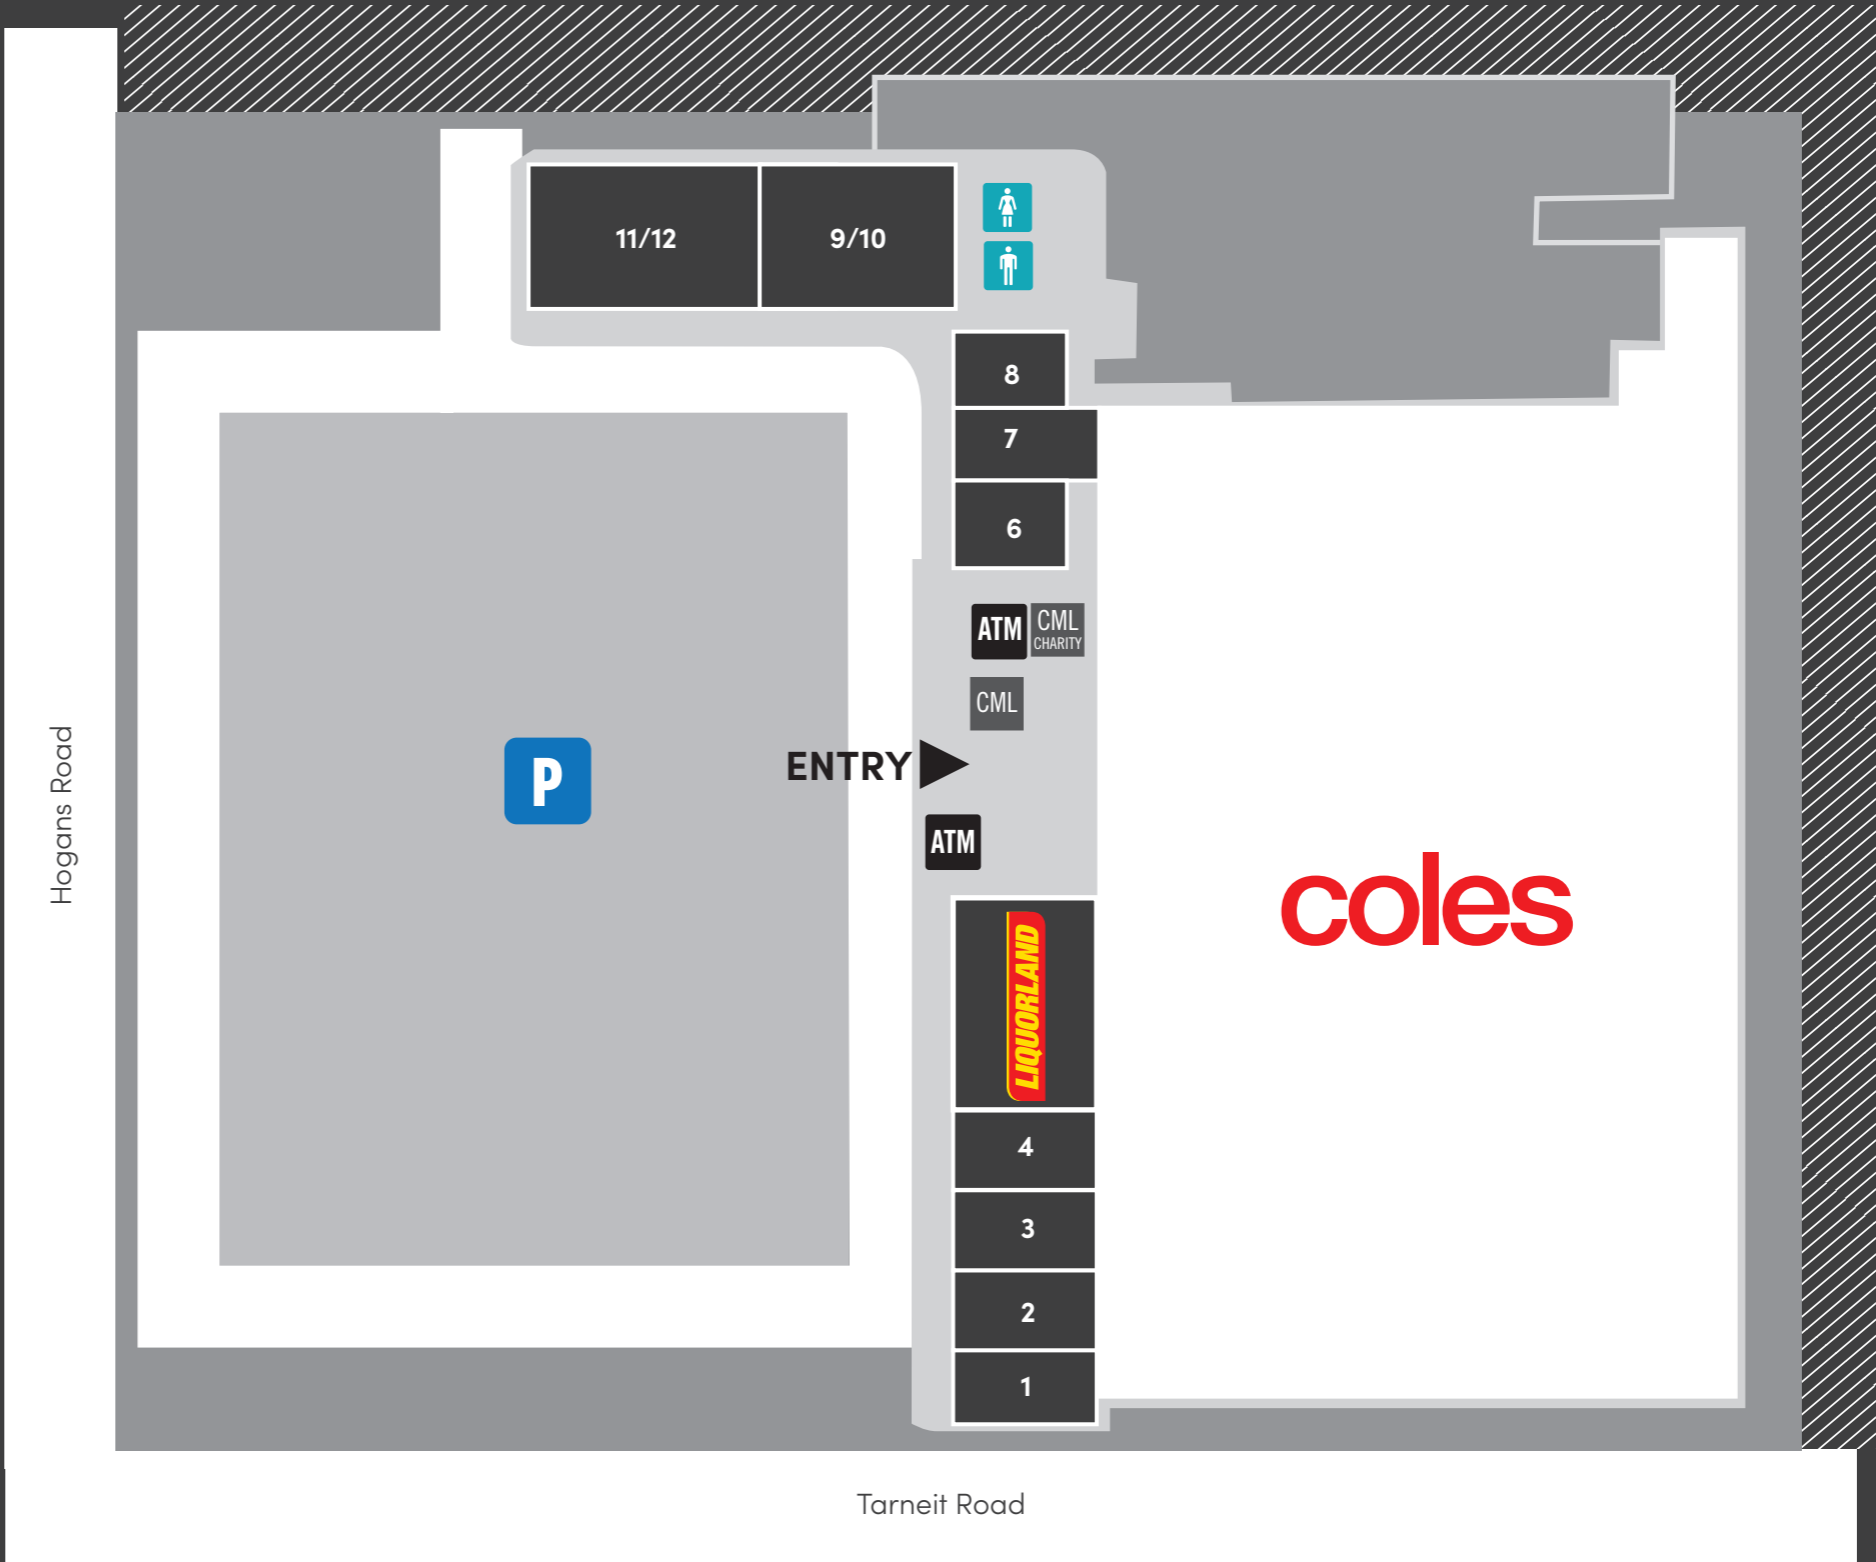 11/12
9/10
8
7
6
ATM
CML
CHARITY
CML
ENTRY
P
ATM
Hogans Road
coles
LIQUORLAND
4
3
2
1
Tarneit Road